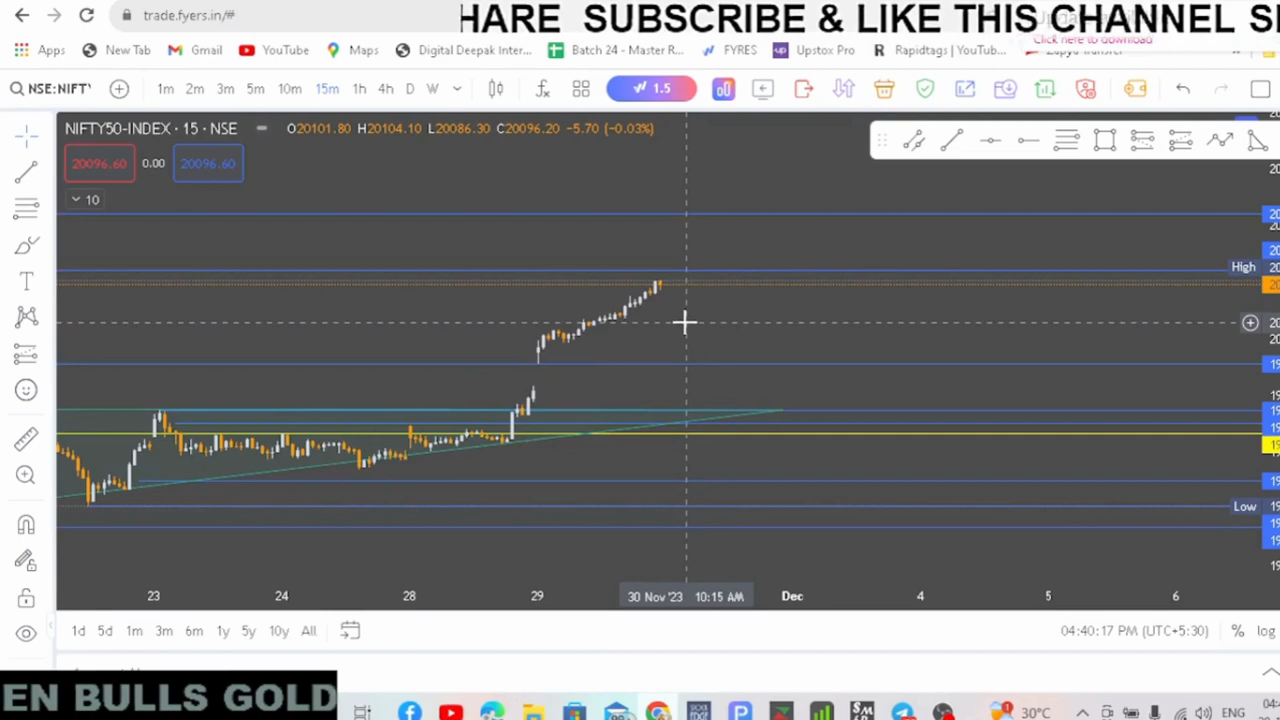 HARE SUBSCRIBE & LIKE THIS CHANNEL
trade.fyers.in/#
Click here to download
Apps New Tab Gmail YouTube Digital Deepak Inter... Batch 24 - Master R... FYRES Upstox Pro Rapidtags | YouTub...
NSE:NIFTY 1m 2m 3m 5m 10m 15m 1h 4h D W 1.5
NIFTY50-INDEX · 15 · NSE O20101.80 H20104.10 L20086.30 C20096.20 -5.70 (-0.03%)
20096.60 0.00 20096.60
10
High
Low
23 24 28 29 30 Nov '23 10:15 AM Dec 4 5 6
1d 5d 1m 3m 6m 1y 5y 10y All 04:40:17 PM (UTC+5:30) % log
EN BULLS GOLD
30°C ENG